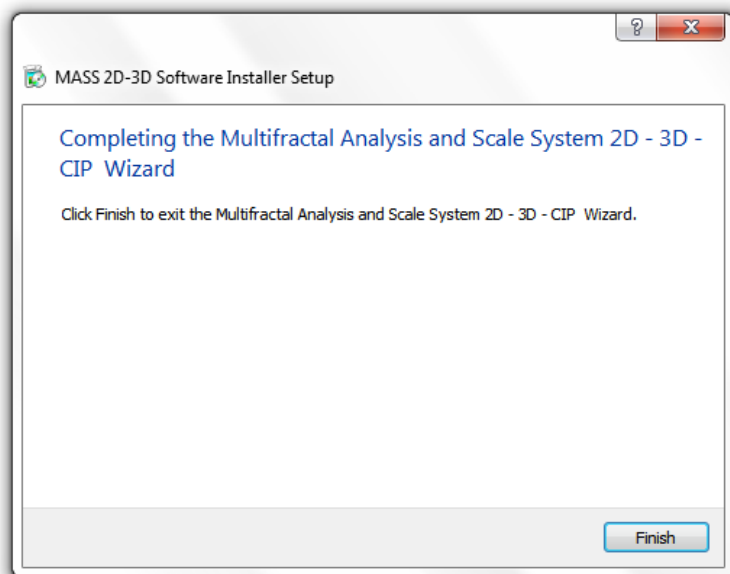 ?
X
MASS 2D-3D Software Installer Setup
Completing the Multifractal Analysis and Scale System 2D - 3D -
CIP  Wizard
Click Finish to exit the Multifractal Analysis and Scale System 2D - 3D - CIP  Wizard.
Finish